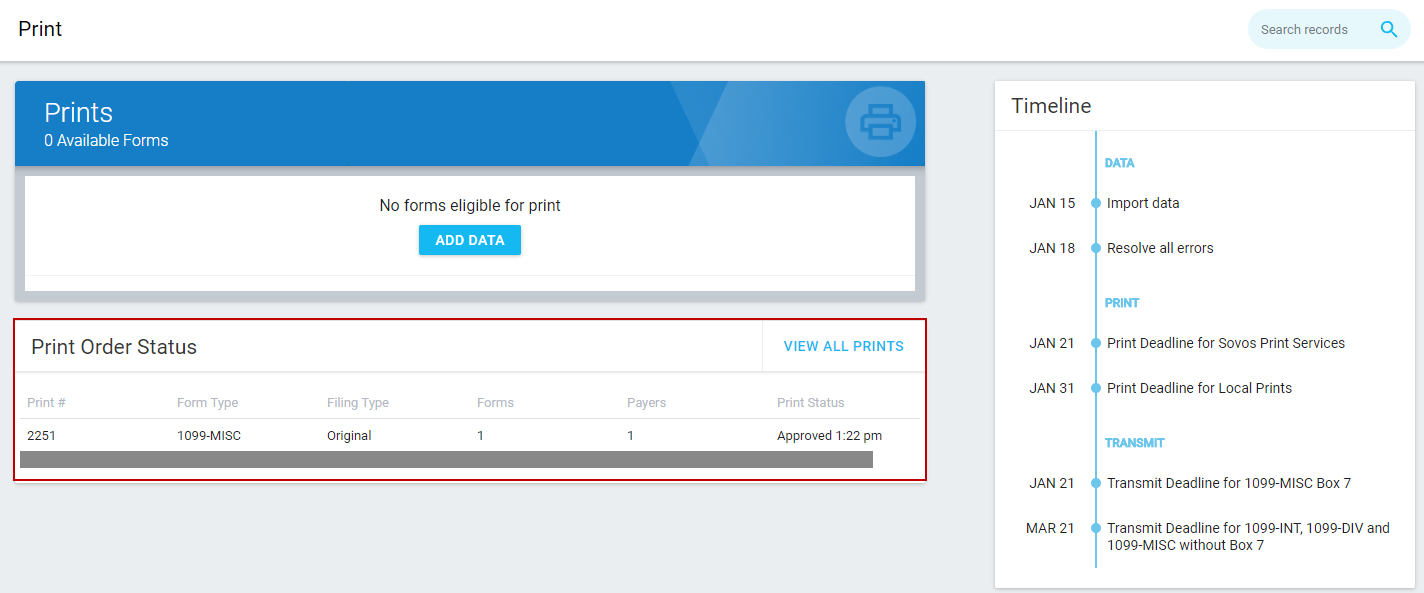 Print
Search records
Prints
0 Available Forms
No forms eligible for print
ADD DATA
Print Order Status
VIEW ALL PRINTS
Print # Form Type Filing Type Forms Payers Print Status
2251 1099-MISC Original 1 1 Approved 1:22 pm
Timeline
DATA
JAN 15 Import data
JAN 18 Resolve all errors
PRINT
JAN 21 Print Deadline for Sovos Print Services
JAN 31 Print Deadline for Local Prints
TRANSMIT
JAN 21 Transmit Deadline for 1099-MISC Box 7
MAR 21 Transmit Deadline for 1099-INT, 1099-DIV and
1099-MISC without Box 7